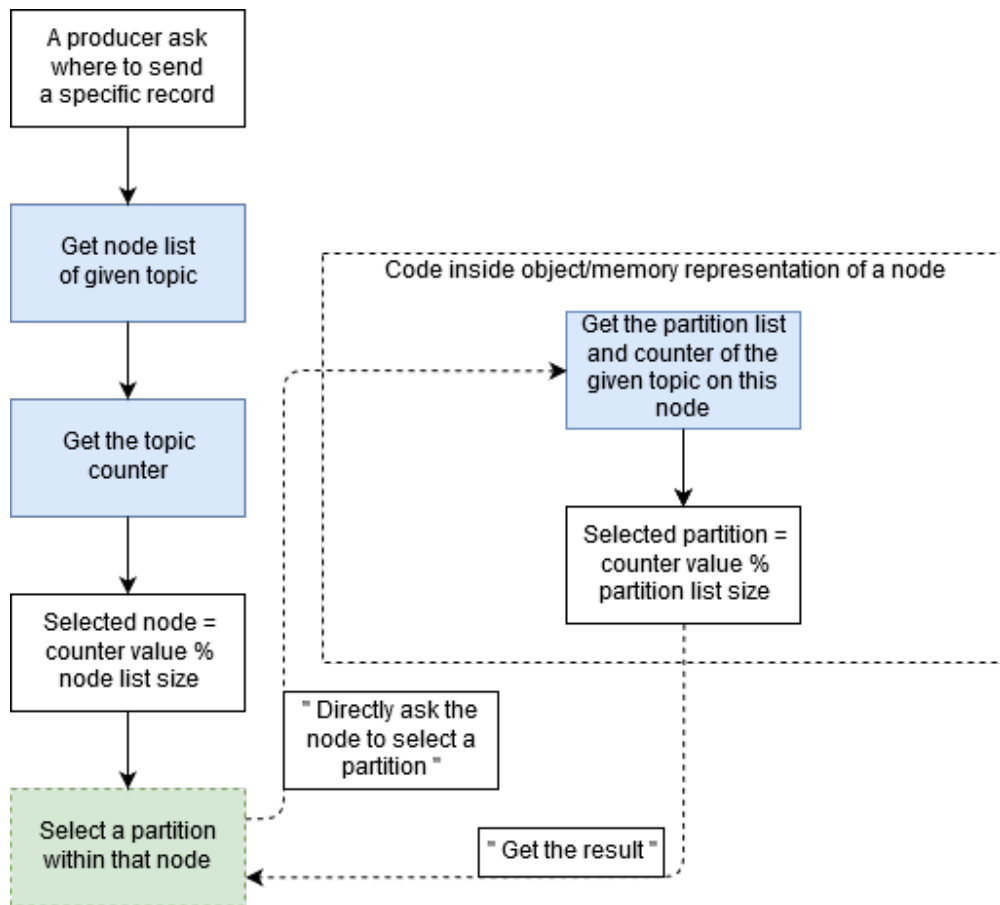 A producer ask
where to send
a specific record
Get node list
of given topic
Get the topic
counter
Selected node =
counter value %
node list size
Select a partition
within that node
" Directly ask the
node to select a
partition "
Code inside object/memory representation of a node
Get the partition list
and counter of the
given topic on this
node
Selected partition =
counter value %
partition list size
" Get the result "